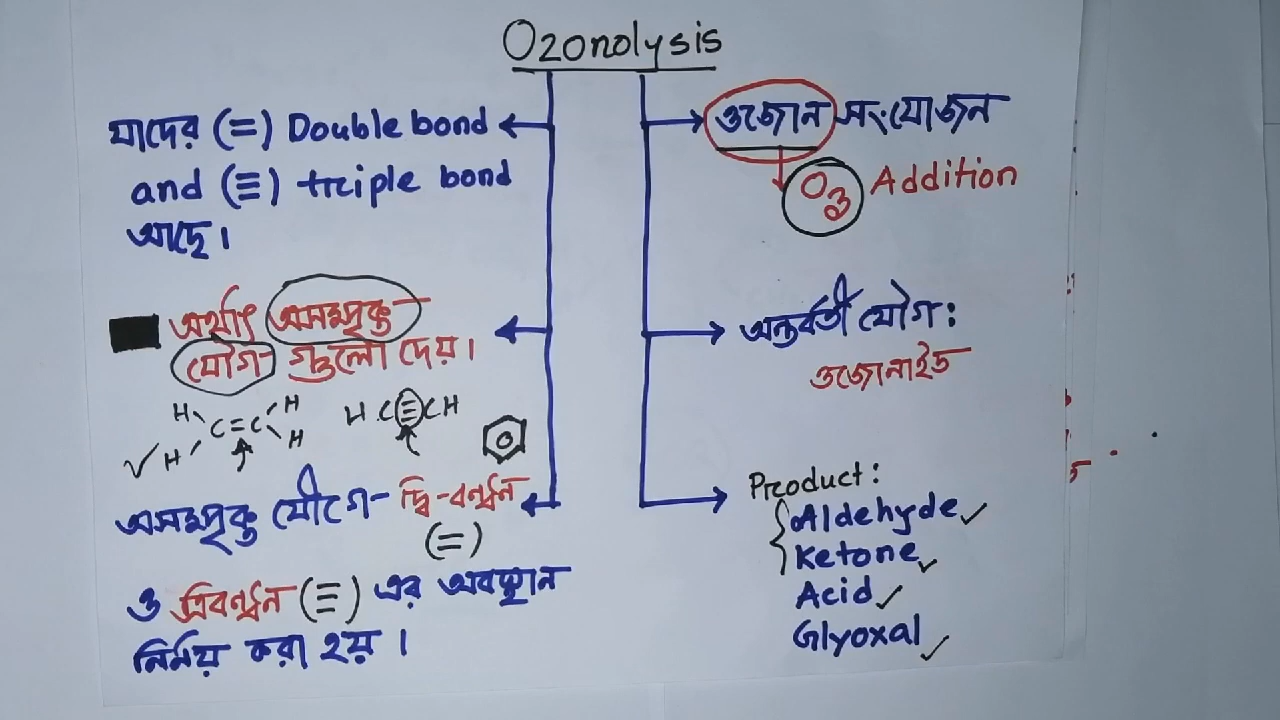 Ozonolysis
যাদের (=) Double bond
and (≡) triple bond
আছে।
অর্থাৎ অসম্পৃক্ত
যৌগ গুলো দেয়।
H H
C=C
H H
H C≡CH
অসম্পৃক্ত যৌগে দ্বি-বন্ধন
(=)
ও ত্রিবন্ধন (≡) এর অবস্থান
নির্নয় করা হয়।
ওজোন সংযোজন
O3 Addition
অন্তর্বর্তী যৌগ:
ওজোনাইড
Product:
Aldehyde
Ketone
Acid
Glyoxal